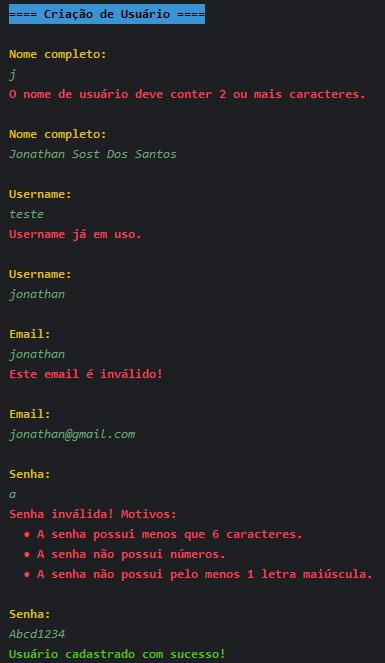 ==== Criação de Usuário ====
Nome completo:
j
O nome de usuário deve conter 2 ou mais caracteres.
Nome completo:
Jonathan Sost Dos Santos
Username:
teste
Username já em uso.
Username:
jonathan
Email:
jonathan
Este email é inválido!
Email:
jonathan@gmail.com
Senha:
a
Senha inválida! Motivos:
• A senha possui menos que 6 caracteres.
• A senha não possui números.
• A senha não possui pelo menos 1 letra maiúscula.
Senha:
Abcd1234
Usuário cadastrado com sucesso!